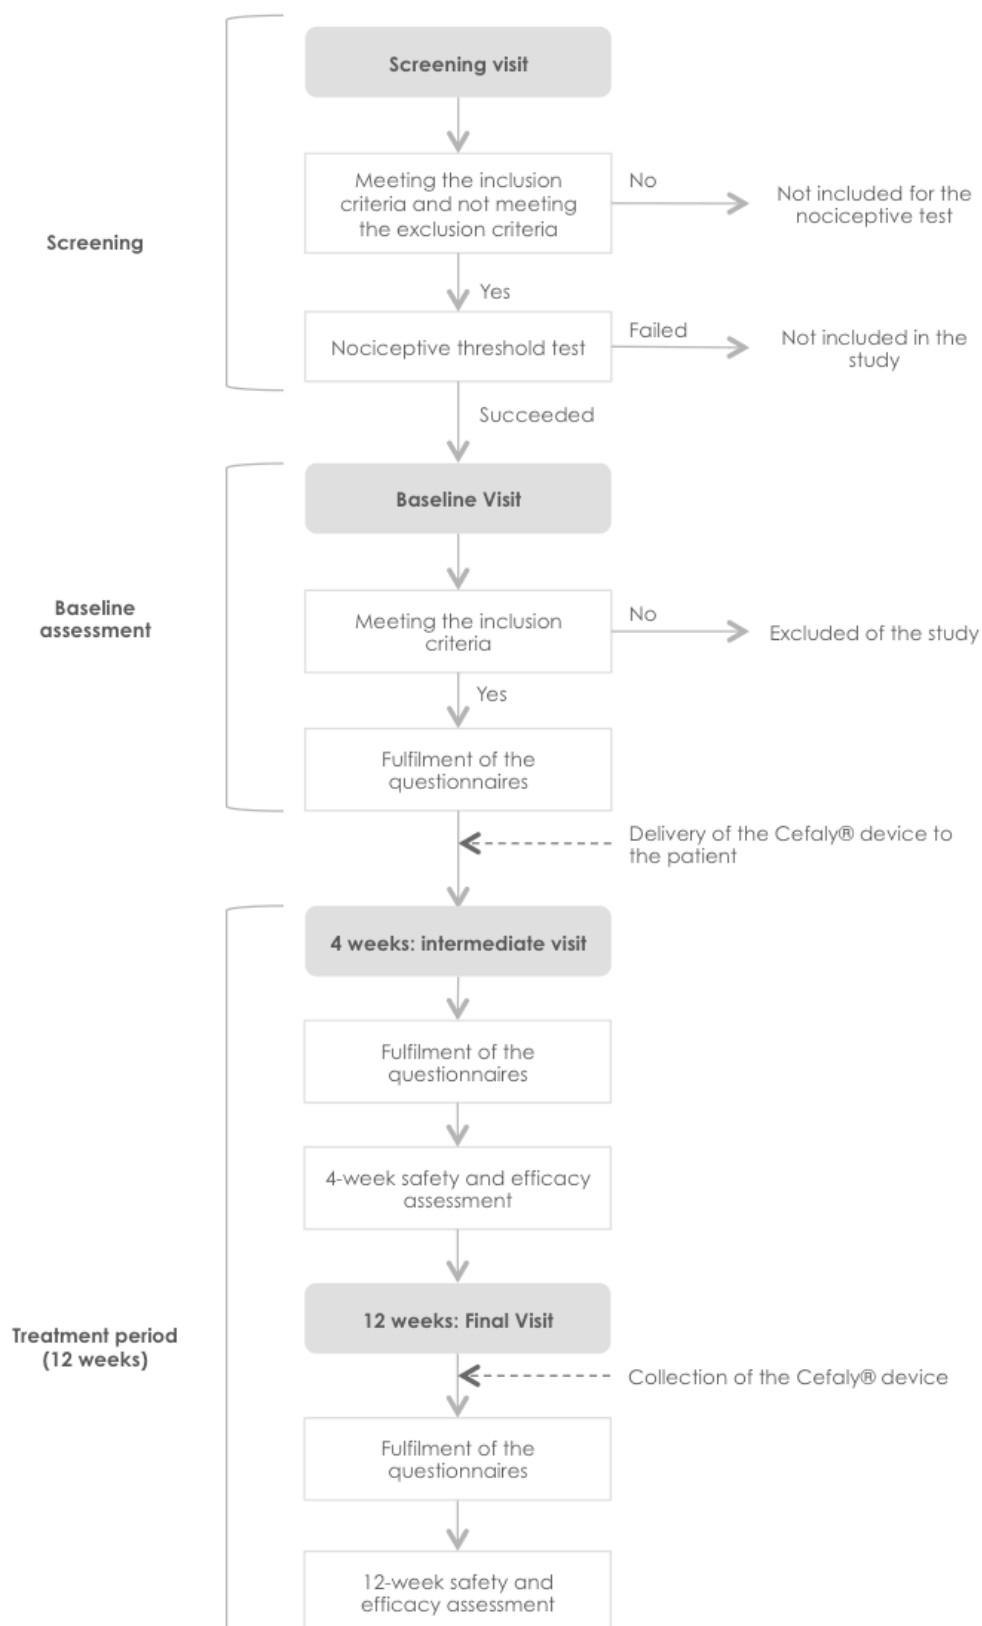 Screening visit
Meeting the inclusion
criteria and not meeting
the exclusion criteria
No
Not included for the
nociceptive test
Screening
Yes
Nociceptive threshold test
Failed
Not included in the
study
Succeeded
Baseline Visit
Baseline
assessment
Meeting the inclusion
criteria
No
Excluded of the study
Yes
Fulfilment of the
questionnaires
Delivery of the Cefaly® device to
the patient
4 weeks: intermediate visit
Fulfilment of the
questionnaires
4-week safety and efficacy
assessment
12 weeks: Final Visit
Treatment period
(12 weeks)
Collection of the Cefaly® device
Fulfilment of the
questionnaires
12-week safety and
efficacy assessment